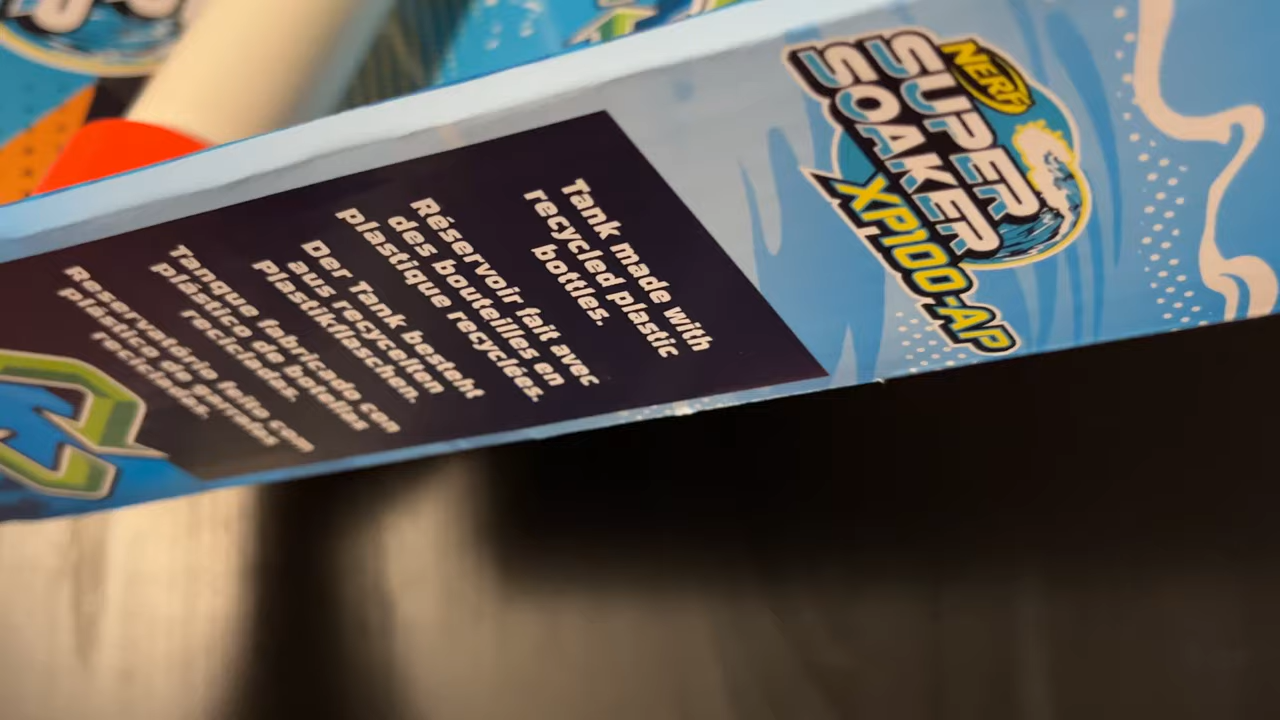 NERF
SUPER
SOAKER
XP100-AP
Tank made with
recycled plastic
bottles.
Réservoir fait avec
des bouteilles en
plastique recyclées.
Der Tank besteht
aus recycelten
Plastikflaschen.
Tanque fabricado con
plástico de botellas
recicladas.
Reservatório feito com
plástico de garrafas
recicladas.